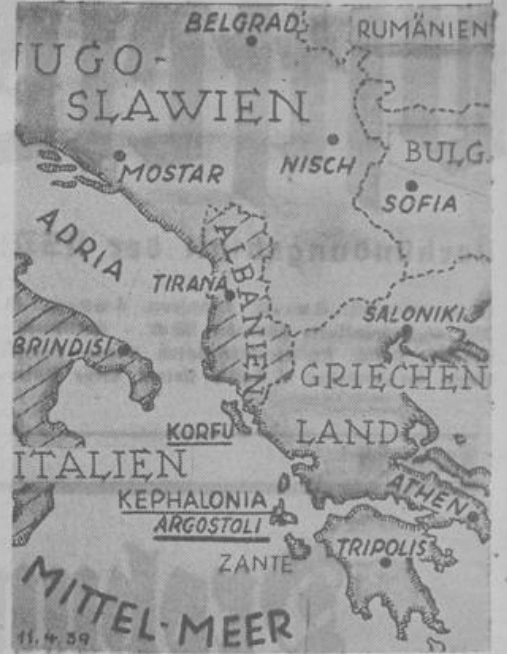 BELGRAD
RUMÄNIEN
JUGO-
SLAWIEN
MOSTAR
NISCH
BULG.
SOFIA
ADRIA
ALBANIEN
TIRANA
SALONIKI
BRINDISI
GRIECHEN
LAND
KORFU
ITALIEN
KEPHALONIA
ARGOSTOLI
ATHEN
ZANTE
TRIPOLIS
MITTEL-MEER
11.4.39